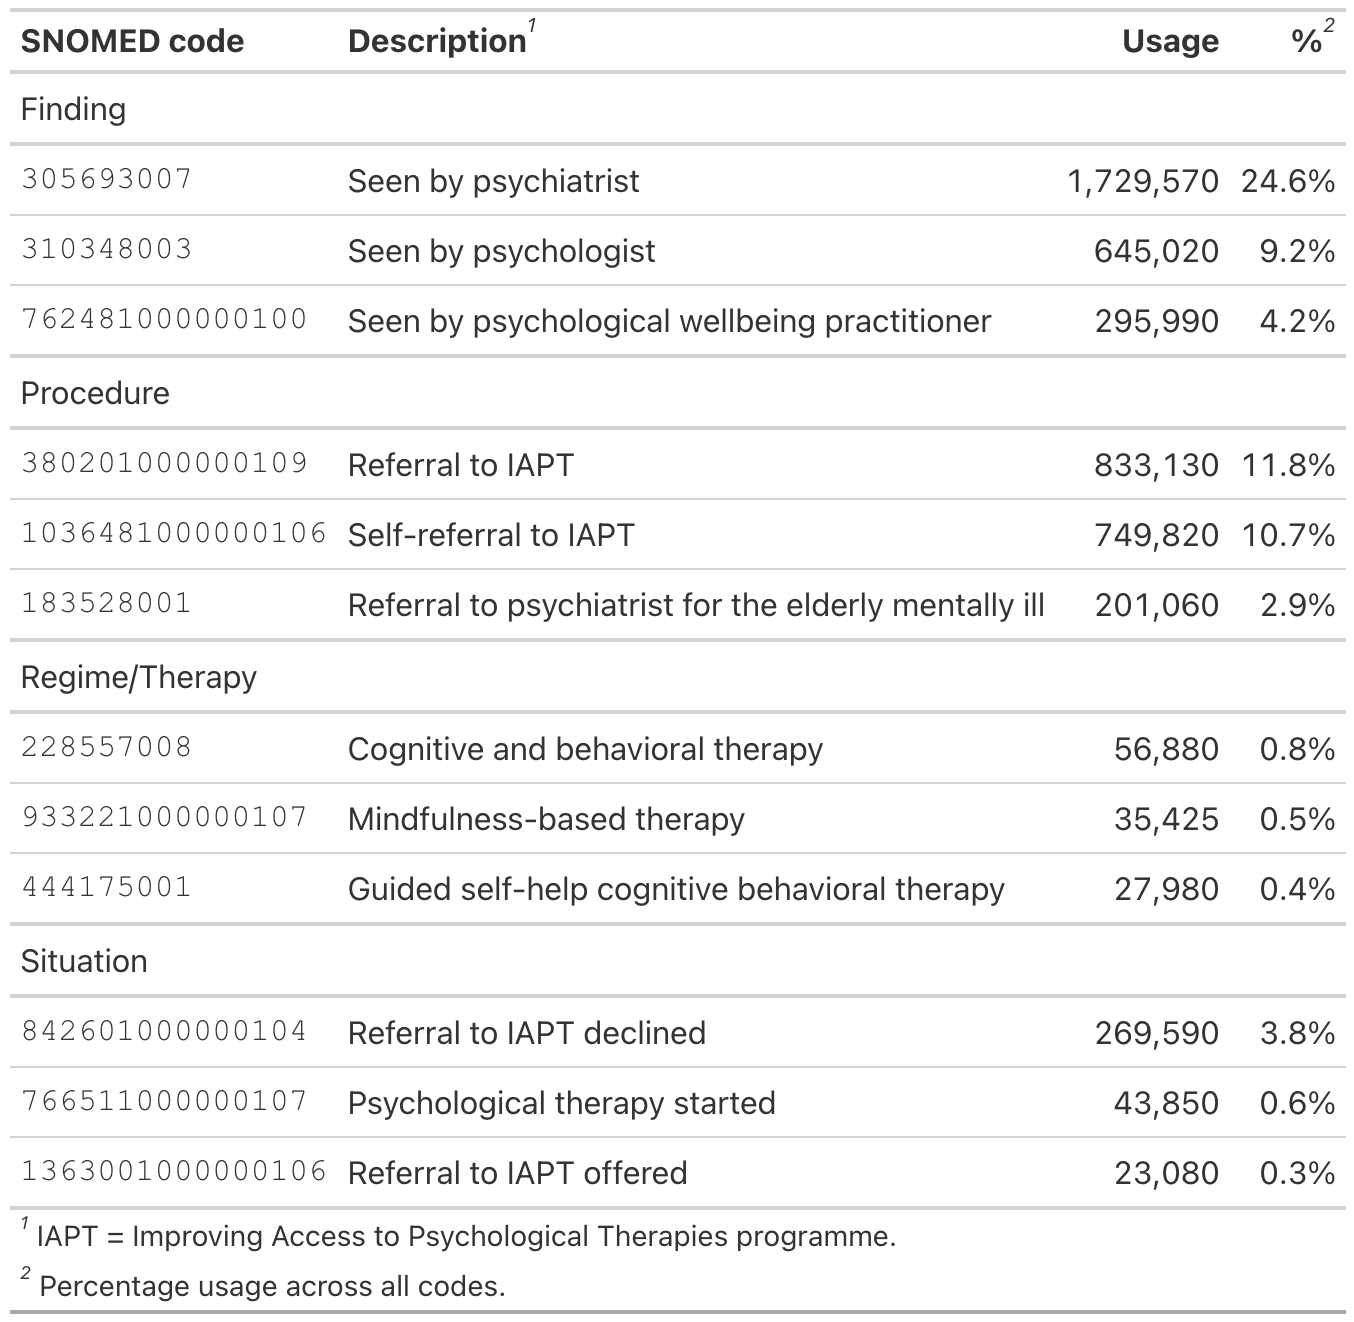 SNOMED code Description1 Usage %2
Finding
305693007 Seen by psychiatrist 1,729,570 24.6%
310348003 Seen by psychologist 645,020 9.2%
762481000000100 Seen by psychological wellbeing practitioner 295,990 4.2%
Procedure
380201000000109 Referral to IAPT 833,130 11.8%
1036481000000106 Self-referral to IAPT 749,820 10.7%
183528001 Referral to psychiatrist for the elderly mentally ill 201,060 2.9%
Regime/Therapy
228557008 Cognitive and behavioral therapy 56,880 0.8%
933221000000107 Mindfulness-based therapy 35,425 0.5%
444175001 Guided self-help cognitive behavioral therapy 27,980 0.4%
Situation
842601000000104 Referral to IAPT declined 269,590 3.8%
766511000000107 Psychological therapy started 43,850 0.6%
1363001000000106 Referral to IAPT offered 23,080 0.3%
1 IAPT = Improving Access to Psychological Therapies programme.
2 Percentage usage across all codes.